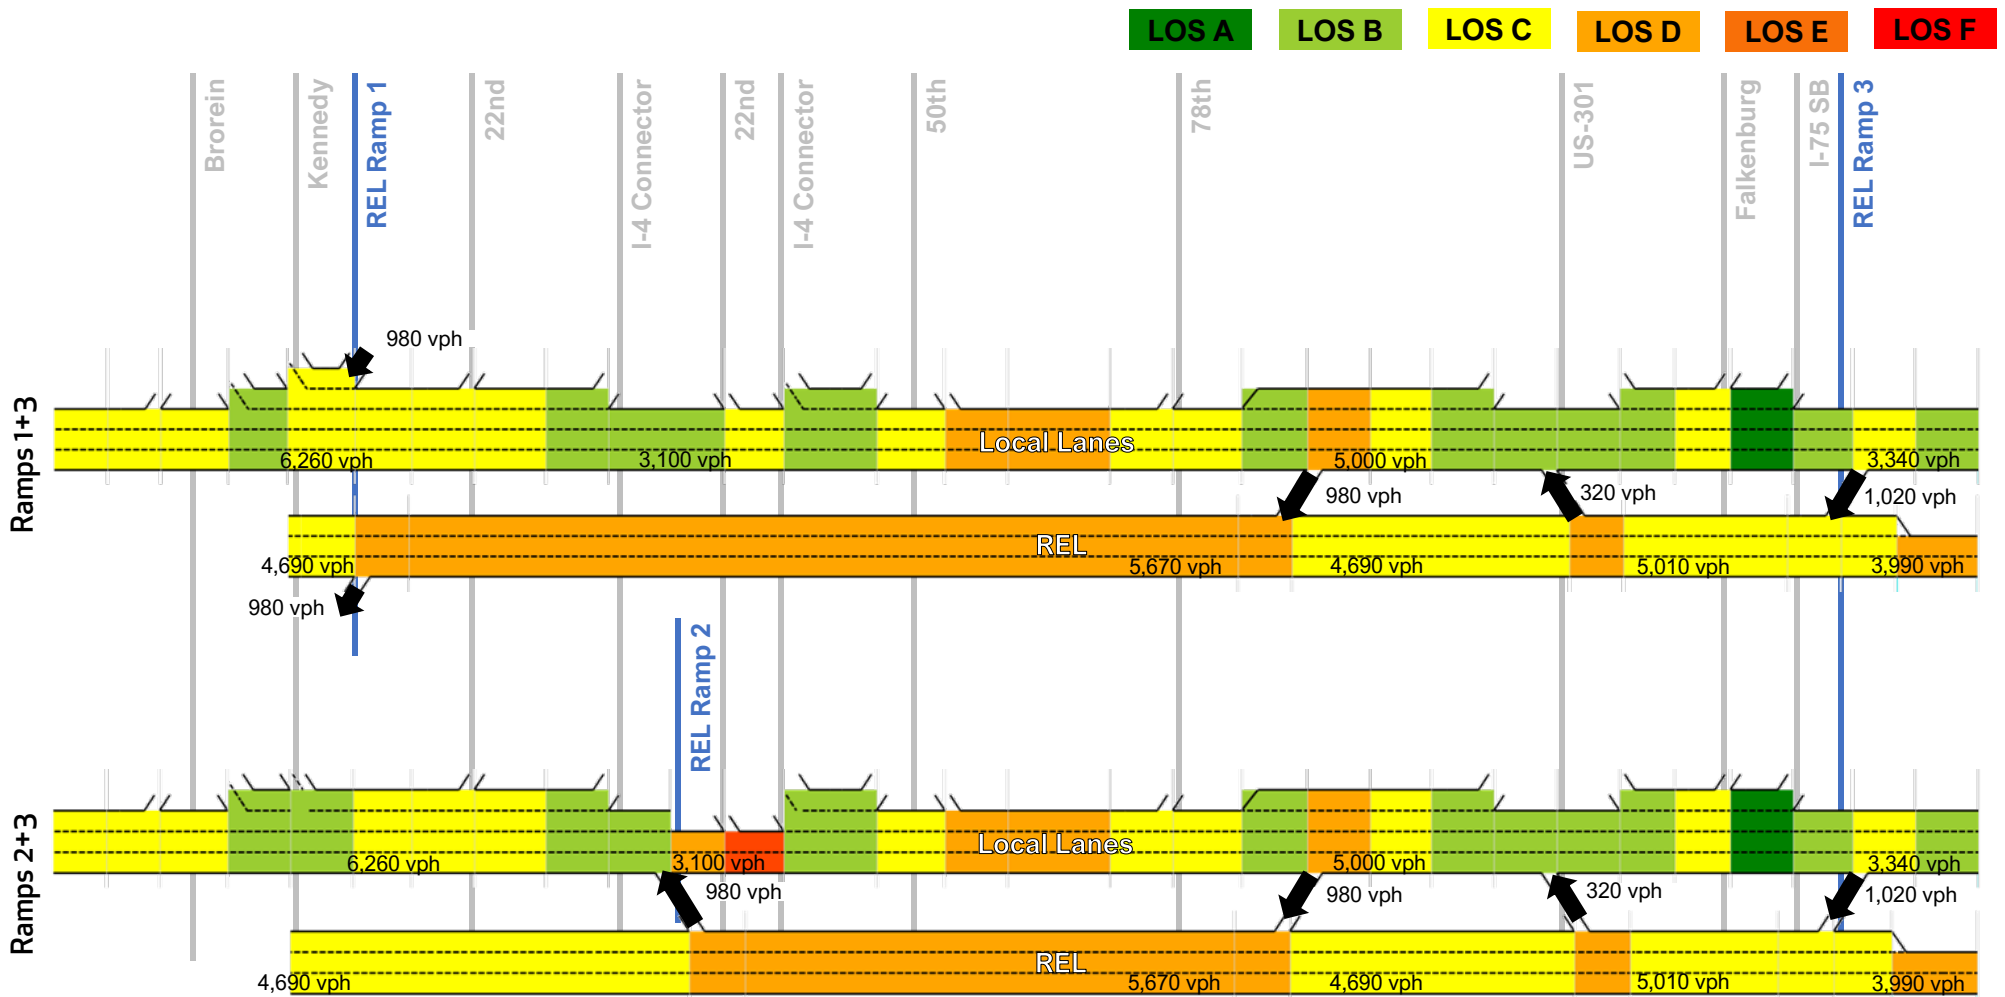 LOS A LOS B LOS C LOS D LOS E LOS F
Brorein
Kennedy
REL Ramp 1
22nd
I-4 Connector
22nd
I-4 Connector
50th
78th
US-301
Falkenburg
I-75 SB
REL Ramp 3
Ramps 1+3
980 vph
6,260 vph
3,100 vph
Local Lanes
5,000 vph
3,340 vph
980 vph
320 vph
1,020 vph
4,690 vph
REL
5,670 vph
4,690 vph
5,010 vph
3,990 vph
980 vph
REL Ramp 2
Ramps 2+3
6,260 vph
3,100 vph
Local Lanes
5,000 vph
3,340 vph
980 vph
980 vph
320 vph
1,020 vph
4,690 vph
REL
5,670 vph
4,690 vph
5,010 vph
3,990 vph